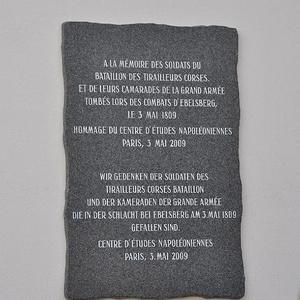 A LA MÉMOIRE DES SOLDATS DU
BATAILLON DES TIRAILLEURS CORSES.
ET DE LEURS CAMARADES DE LA GRAND ARMÉE
TOMBÉS LORS DES COMBATS D'EBELSBERG,
LE 3 MAI 1809
HOMMAGE DU CENTRE D'ÉTUDES NAPOLÉONIENNES
PARIS, 3 MAI 2009
WIR GEDENKEN DER SOLDATEN DES
TIRAILLEURS CORSES BATAILLON
UND DER KAMERADEN DER GRANDE ARMÉE
DIE IN DER SCHLACHT BEI EBELSBERG AM 3.MAI 1809
GEFALLEN SIND.
CENTRE D'ÉTUDES NAPOLÉONIENNES
PARIS, 3.MAI 2009